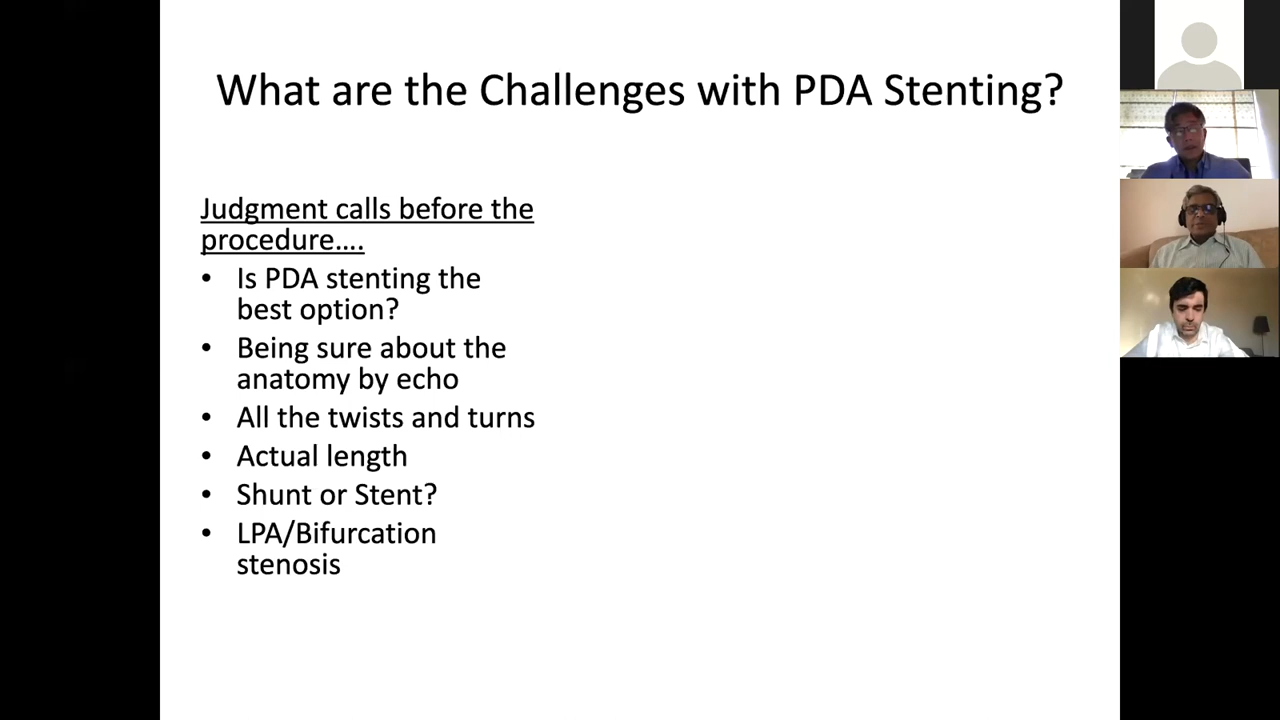 What are the Challenges with PDA Stenting?
Judgment calls before the
procedure....
• Is PDA stenting the
best option?
• Being sure about the
anatomy by echo
• All the twists and turns
• Actual length
• Shunt or Stent?
• LPA/Bifurcation
stenosis